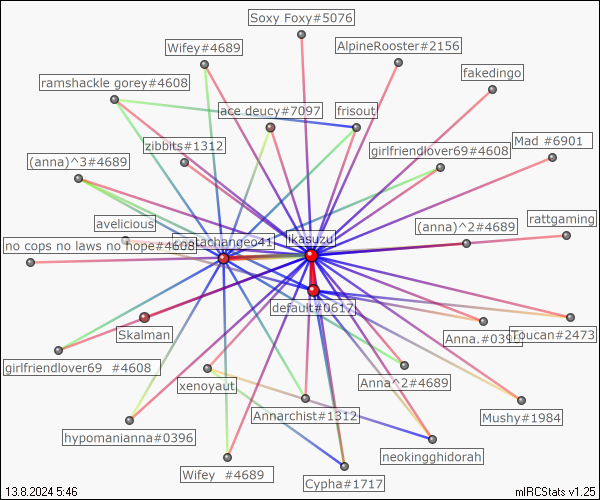 Soxy Foxy#5076
Wifey#4689
AlpineRooster#2156
fakedingo
ramshackle gorey#4608
ace deucy#7097
frisout
Mad #6901
zibbits#1312
girlfriendlover69#4608
(anna)^3#4689
rattgaming
avelicious
(anna)^2#4689
ikasuzu
no cops no laws no hope#4608
default#0617
Skalman
Anna.#039
Toucan#2473
girlfriendlover69 #4608
xenoyaut
Anna^2#4689
Annarchist#1312
Mushy#1984
hypomanianna#0396
neokingghidorah
Wifey #4689
Cypha#1717
13.8.2024 5:46
mIRCStats v1.25